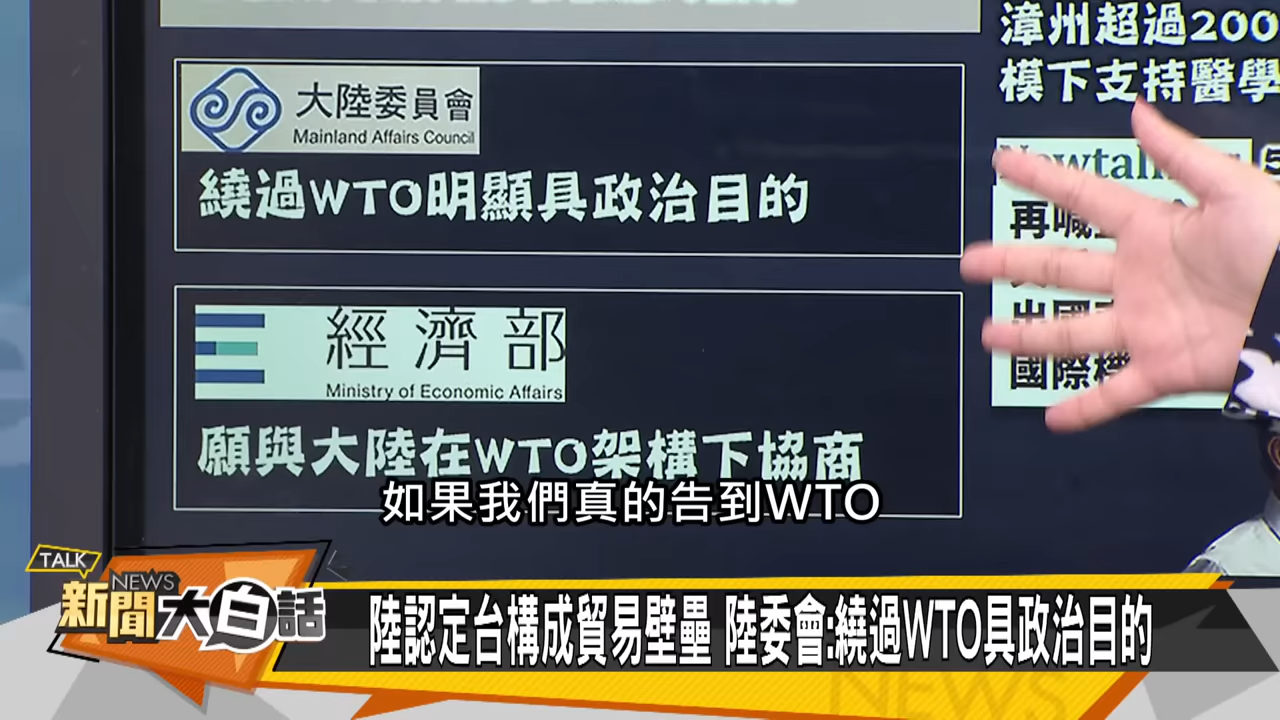 大陸委員會
Mainland Affairs Council
繞過WTO明顯具政治目的
經濟部
Ministry of Economic Affairs
願與大陸在WTO架構下協商
漳州超過200
模下支持醫學
Newtalk
再喊
國際
如果我們真的告到WTO
TALK
NEWS
新聞大白話
陸認定台構成貿易壁壘 陸委會:繞過WTO具政治目的
NEWS